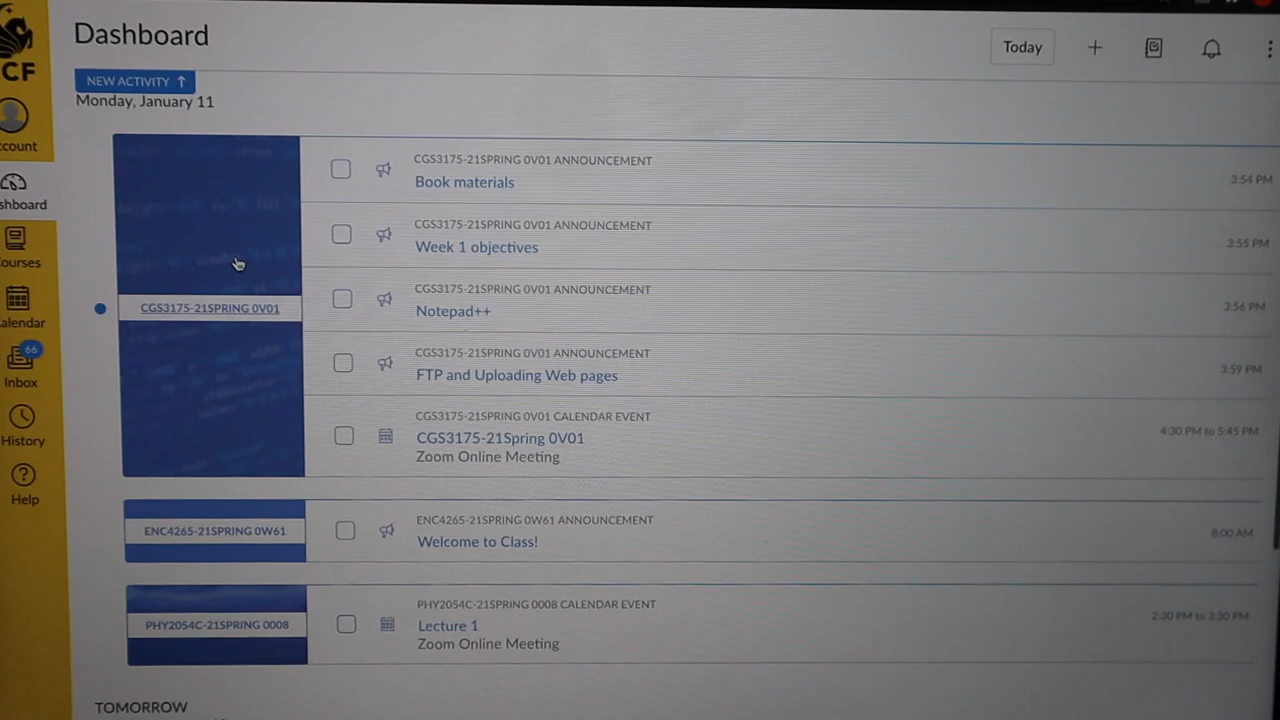 Dashboard
Today
CF
NEW ACTIVITY
Monday, January 11
ccount
shboard
ourses
alendar
66
Inbox
History
Help
CGS3175-21SPRING 0V01
CGS3175-21SPRING 0V01 ANNOUNCEMENT
Book materials
3:54 PM
CGS3175-21SPRING 0V01 ANNOUNCEMENT
Week 1 objectives
3:55 PM
CGS3175-21SPRING 0V01 ANNOUNCEMENT
Notepad++
3:56 PM
CGS3175-21SPRING 0V01 ANNOUNCEMENT
FTP and Uploading Web pages
3:59 PM
CGS3175-21SPRING 0V01 CALENDAR EVENT
CGS3175-21Spring 0V01
Zoom Online Meeting
4:30 PM to 5:45 PM
ENC4265-21SPRING 0W61
ENC4265-21SPRING 0W61 ANNOUNCEMENT
Welcome to Class!
8:00 AM
PHY2054C-21SPRING 0008
PHY2054C-21SPRING 0008 CALENDAR EVENT
Lecture 1
Zoom Online Meeting
2:30 PM to 3:30 PM
TOMORROW